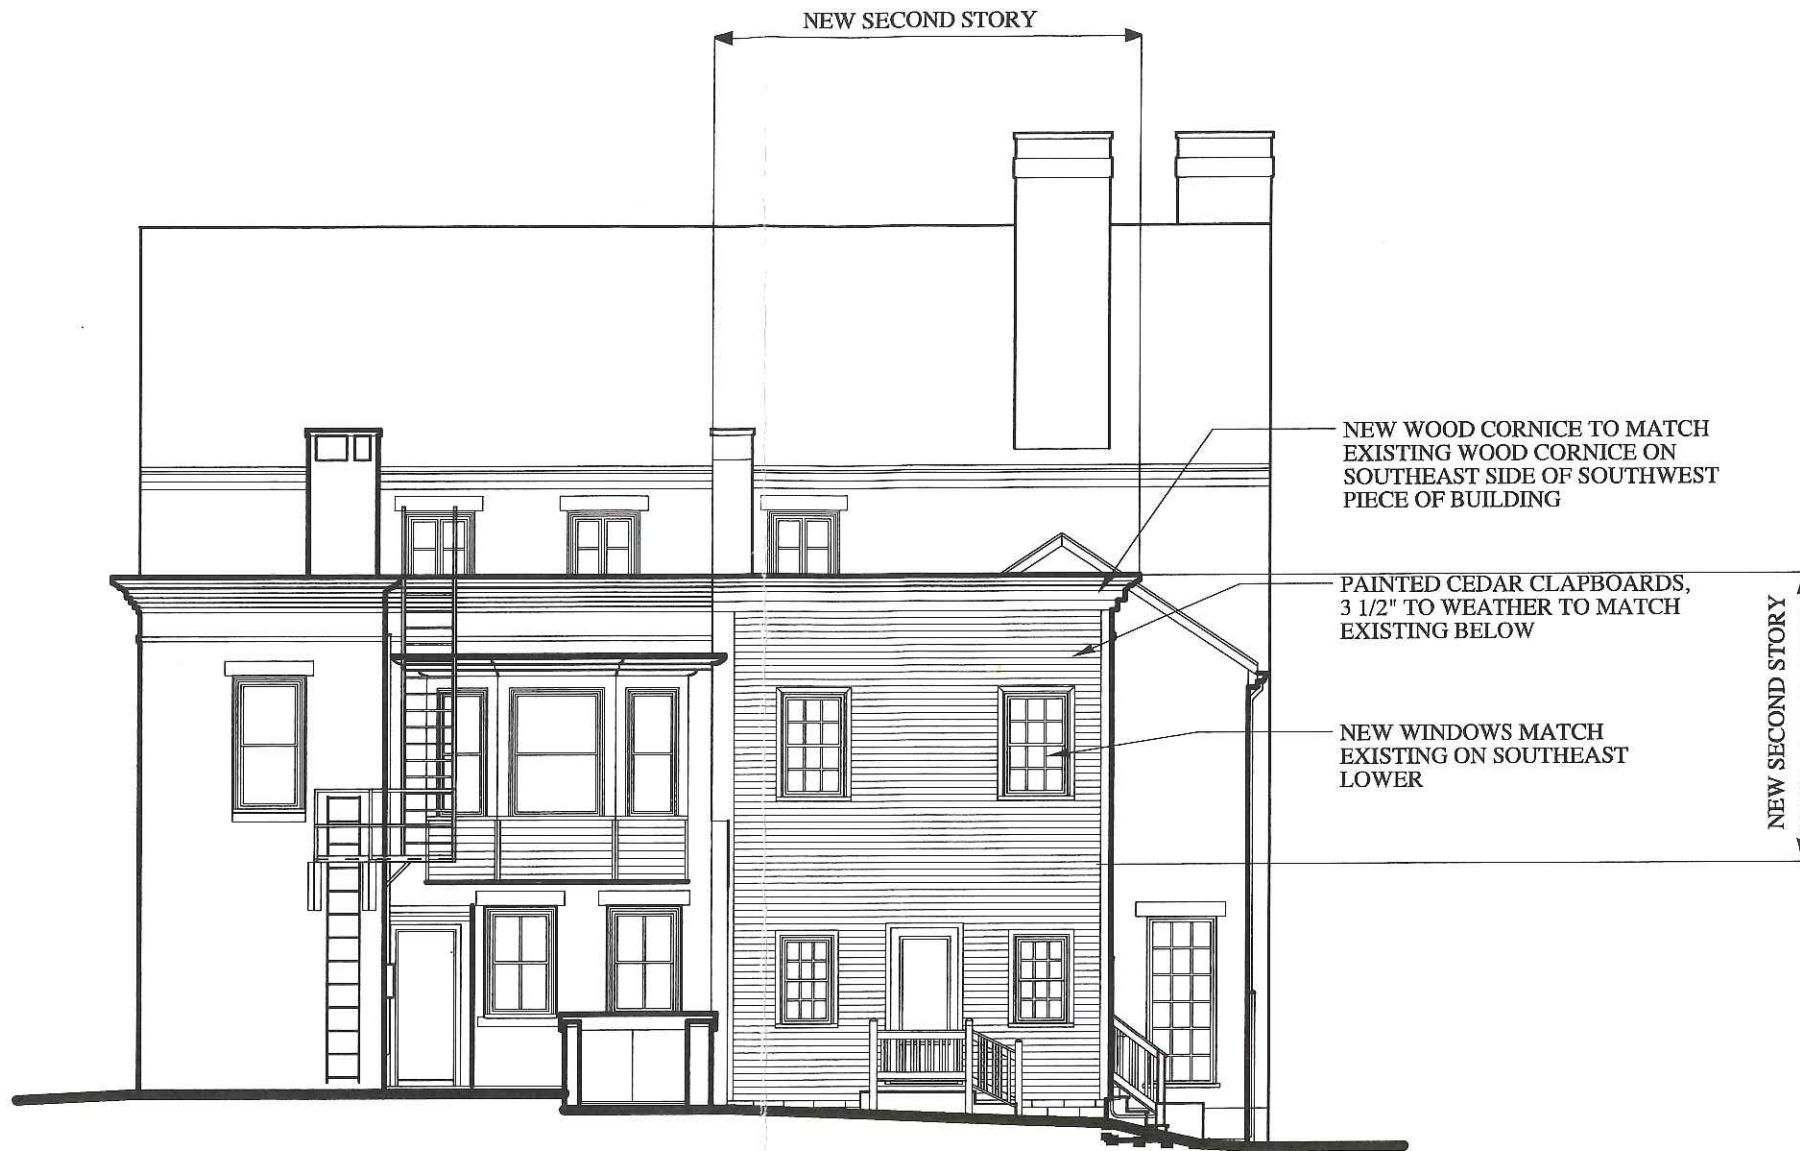 NEW SECOND STORY
NEW WOOD CORNICE TO MATCH
EXISTING WOOD CORNICE ON
SOUTHEAST SIDE OF SOUTHWEST
PIECE OF BUILDING
PAINTED CEDAR CLAPBOARDS,
3 1/2" TO WEATHER TO MATCH
EXISTING BELOW
NEW SECOND STORY
NEW WINDOWS MATCH
EXISTING ON SOUTHEAST
LOWER